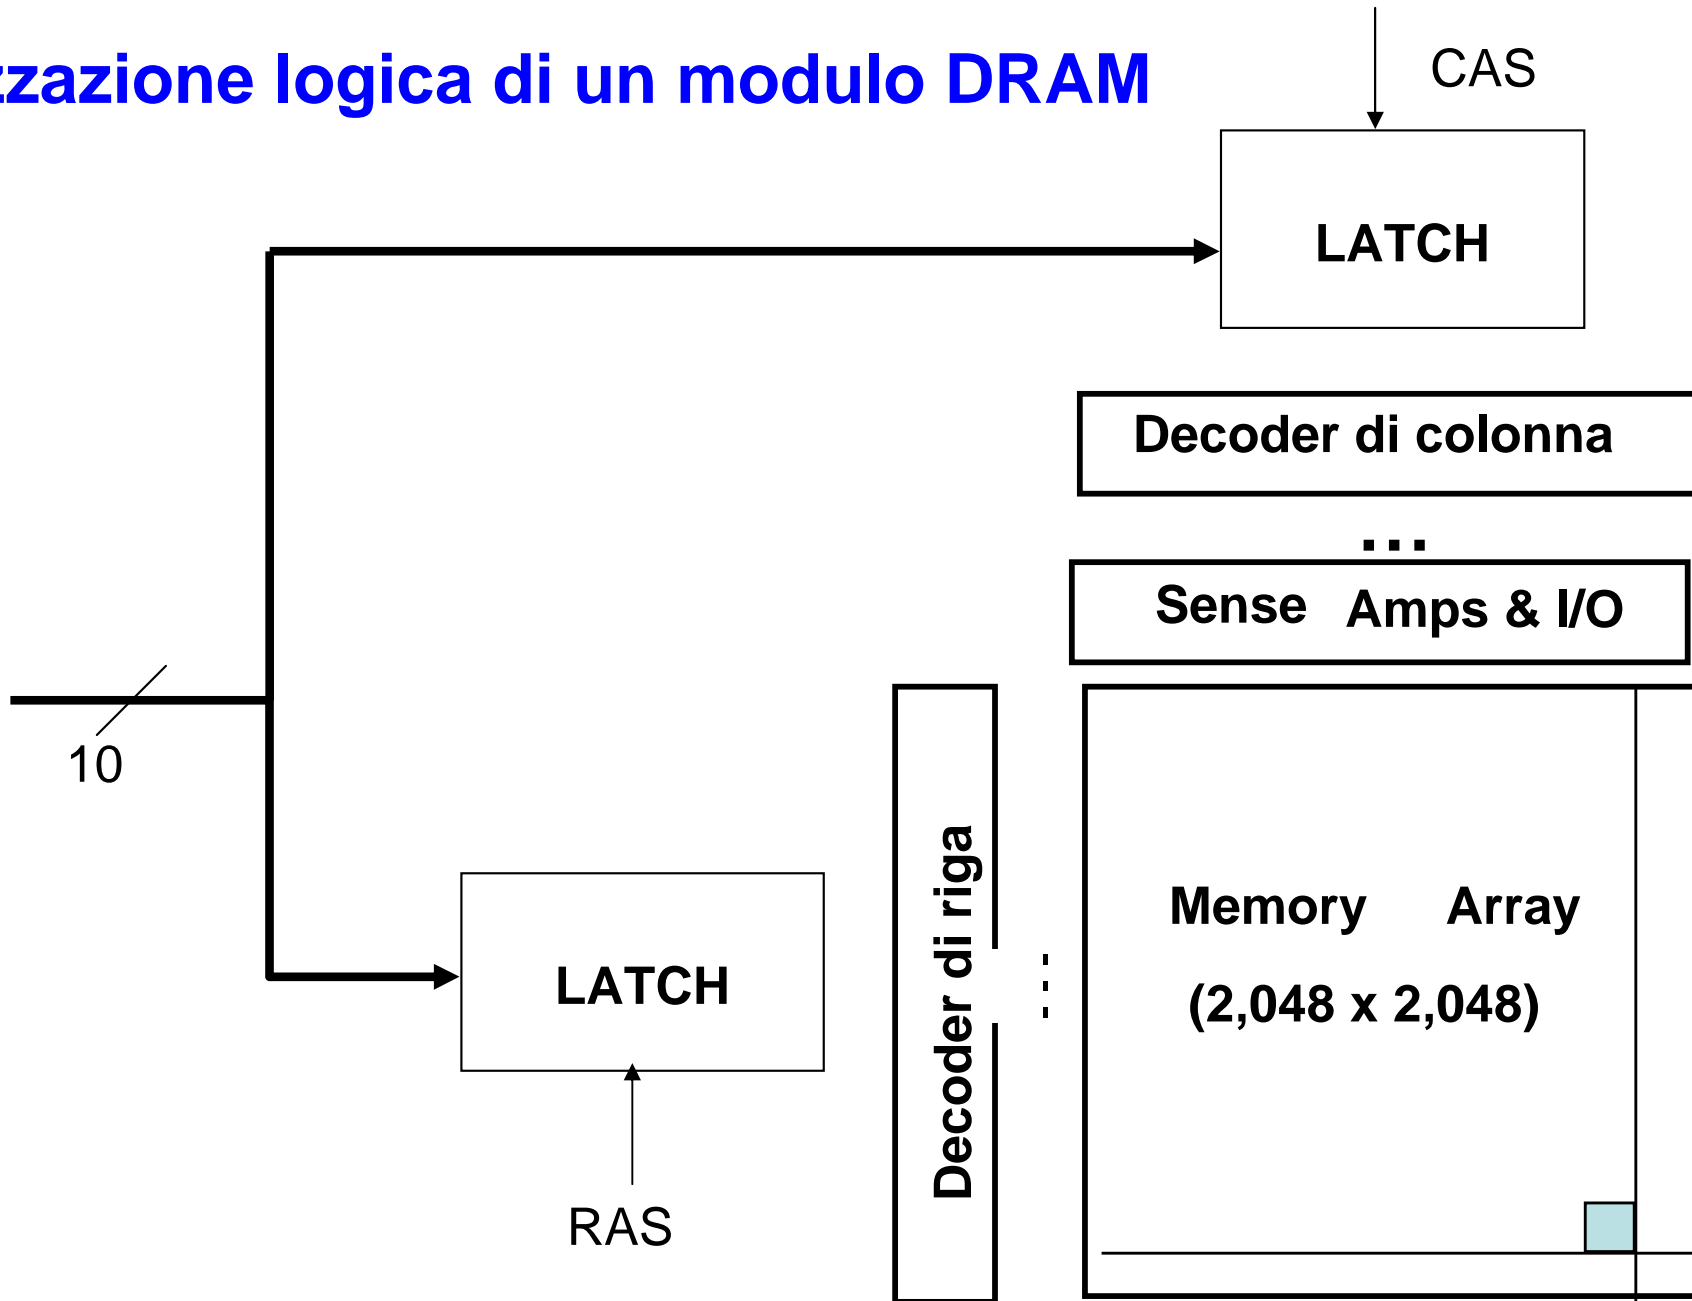 zzazione logica di un modulo DRAM
CAS
LATCH
Decoder di colonna
...
Sense Amps & I/O
10
Decoder di riga
Memory Array
(2,048 x 2,048)
LATCH
RAS